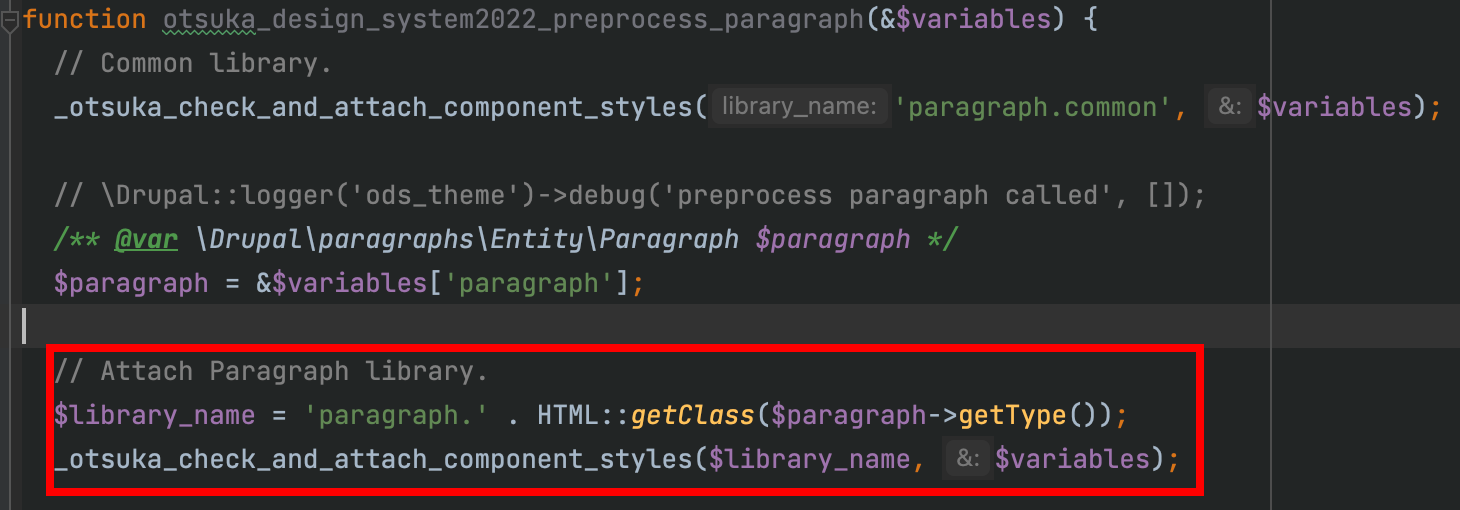 function otsuka_design_system2022_preprocess_paragraph(&$variables) {
// Common library.
_otsuka_check_and_attach_component_styles( library_name: 'paragraph.common', &: $variables);
// \Drupal::logger('ods_theme')->debug('preprocess paragraph called', []);
/** @var \Drupal\paragraphs\Entity\Paragraph $paragraph */
$paragraph = &$variables['paragraph'];
// Attach Paragraph library.
$library_name = 'paragraph.' . HTML::getClass($paragraph->getType());
_otsuka_check_and_attach_component_styles($library_name, &: $variables);